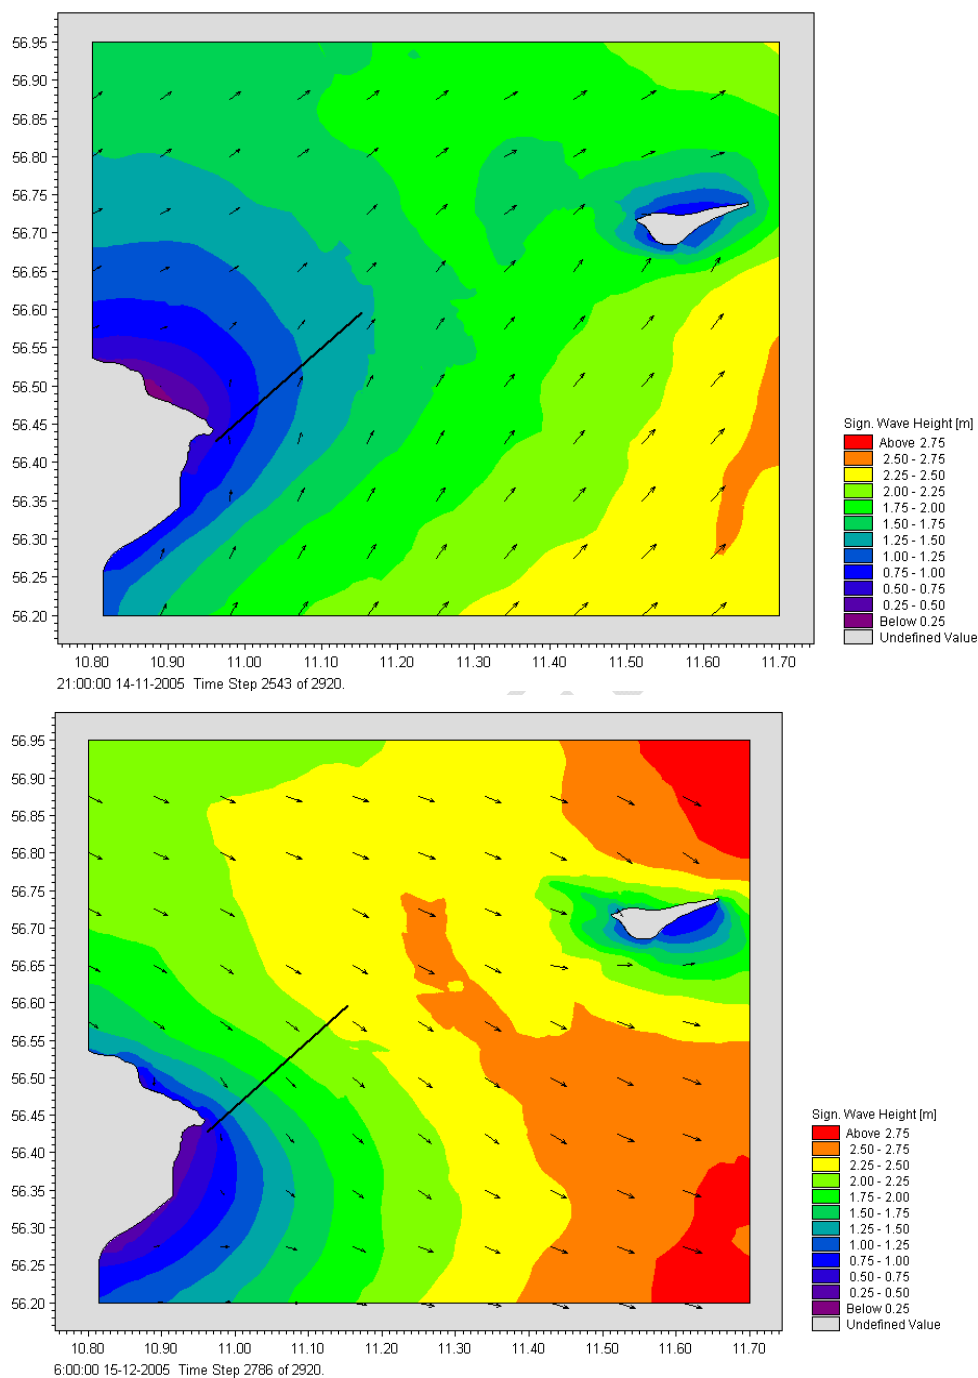 56.95
56.90
56.85
56.80
56.75
56.70
56.65
56.60
56.55
56.50
56.45
56.40
56.35
56.30
56.25
56.20
10.80 10.90 11.00 11.10 11.20 11.30 11.40 11.50 11.60 11.70
21:00:00 14-11-2005 Time Step 2543 of 2920.
Sign. Wave Height [m]
Above 2.75
2.50 - 2.75
2.25 - 2.50
2.00 - 2.25
1.75 - 2.00
1.50 - 1.75
1.25 - 1.50
1.00 - 1.25
0.75 - 1.00
0.50 - 0.75
0.25 - 0.50
Below 0.25
Undefined Value
56.95
56.90
56.85
56.80
56.75
56.70
56.65
56.60
56.55
56.50
56.45
56.40
56.35
56.30
56.25
56.20
10.80 10.90 11.00 11.10 11.20 11.30 11.40 11.50 11.60 11.70
6:00:00 15-12-2005 Time Step 2786 of 2920.
Sign. Wave Height [m]
Above 2.75
2.50 - 2.75
2.25 - 2.50
2.00 - 2.25
1.75 - 2.00
1.50 - 1.75
1.25 - 1.50
1.00 - 1.25
0.75 - 1.00
0.50 - 0.75
0.25 - 0.50
Below 0.25
Undefined Value